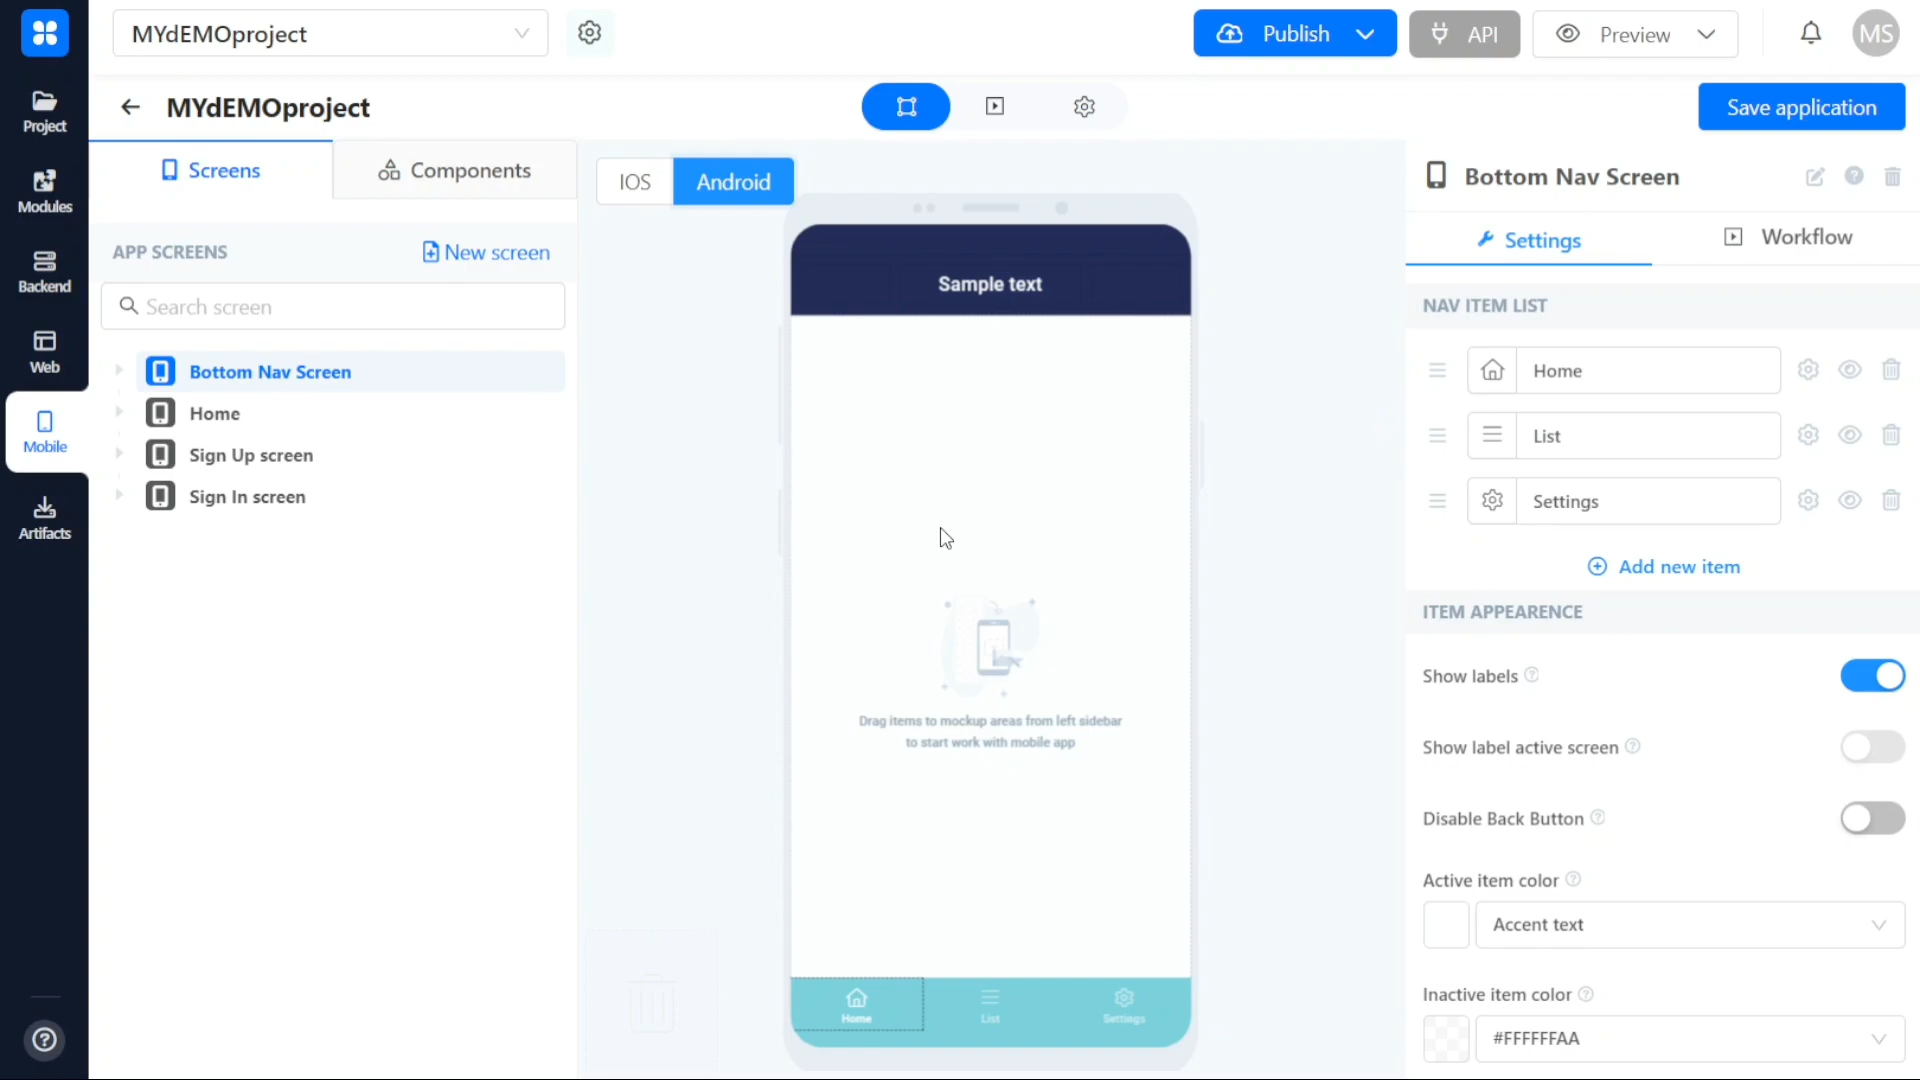 MYdEMOproject
Publish
API
Preview
MS
Project
Modules
Backend
Web
Mobile
Artifacts
MYdEMOproject
Save application
Screens
Components
APP SCREENS
New screen
Search screen
Bottom Nav Screen
Home
Sign Up screen
Sign In screen
IOS
Android
Sample text
Drag items to mockup areas from left sidebar
to start work with mobile app
Home
List
Settings
Bottom Nav Screen
Settings
Workflow
NAV ITEM LIST
Home
List
Settings
Add new item
ITEM APPEARENCE
Show labels
Show label active screen
Disable Back Button
Active item color
Accent text
Inactive item color
#FFFFFFAA